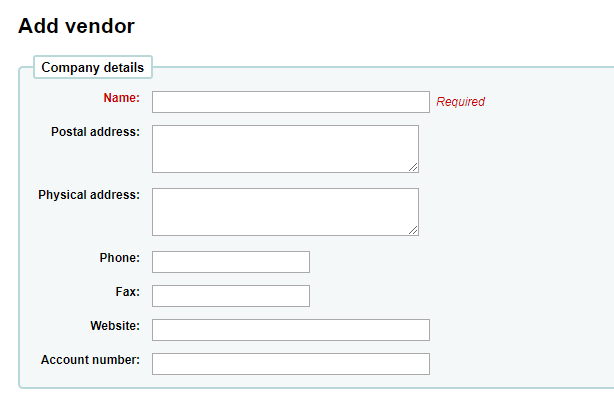 Add vendor
Company details
Name: Required
Postal address:
Physical address:
Phone:
Fax:
Website:
Account number: